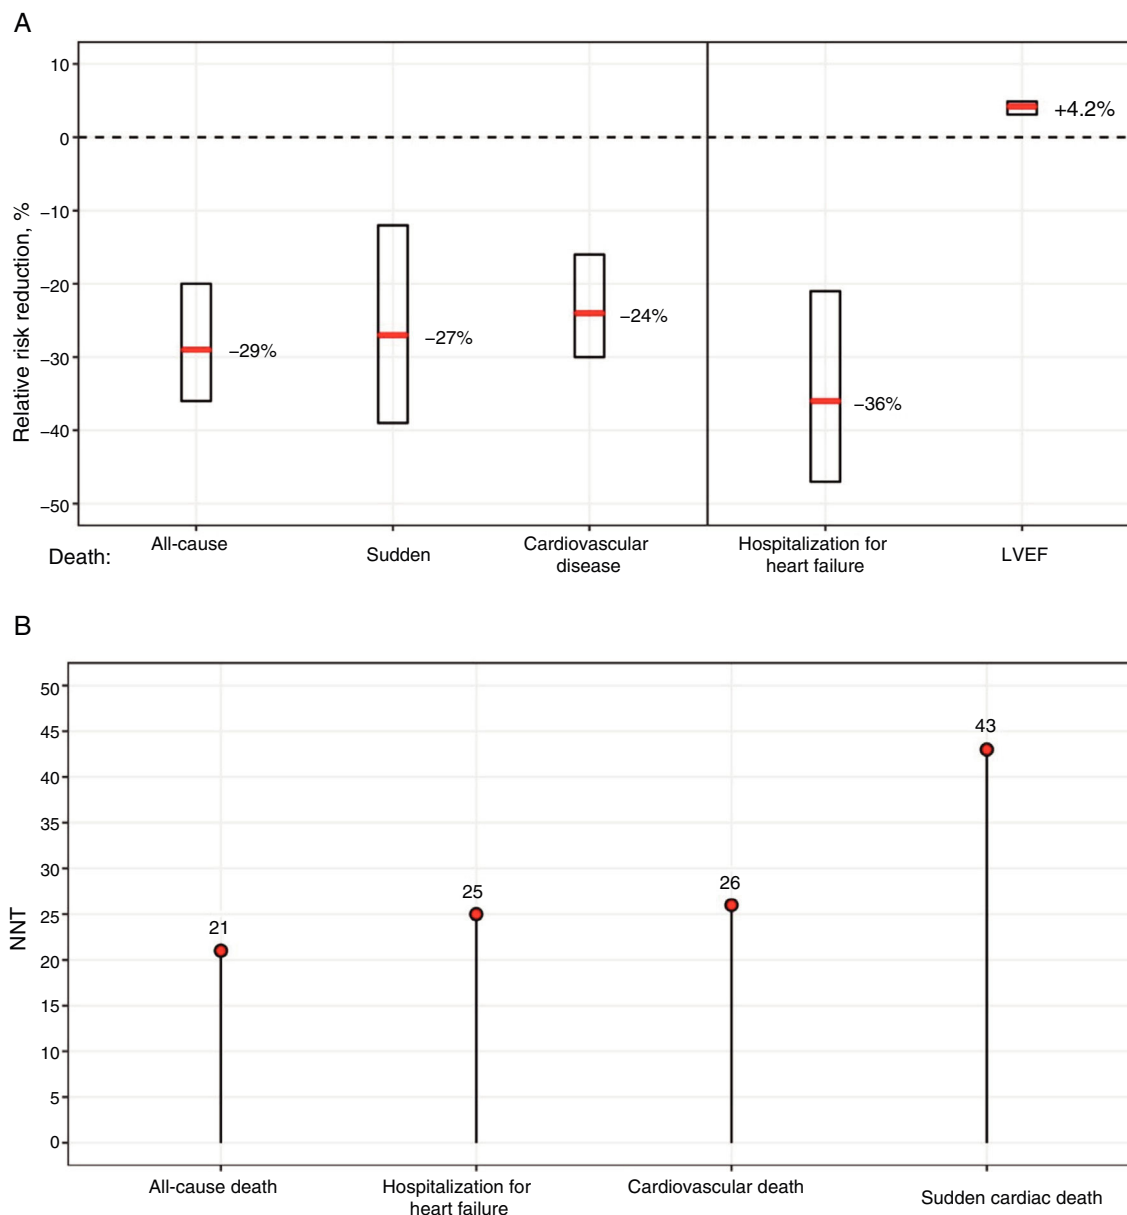 A
Relative risk reduction, %
10
0
−10
−20
−30
−40
−50
−29%
−27%
−24%
−36%
+4.2%
Death:
All-cause
Sudden
Cardiovascular
disease
Hospitalization for
heart failure
LVEF
B
NNT
50
45
40
35
30
25
20
15
10
5
0
21
25
26
43
All-cause death
Hospitalization for
heart failure
Cardiovascular death
Sudden cardiac death